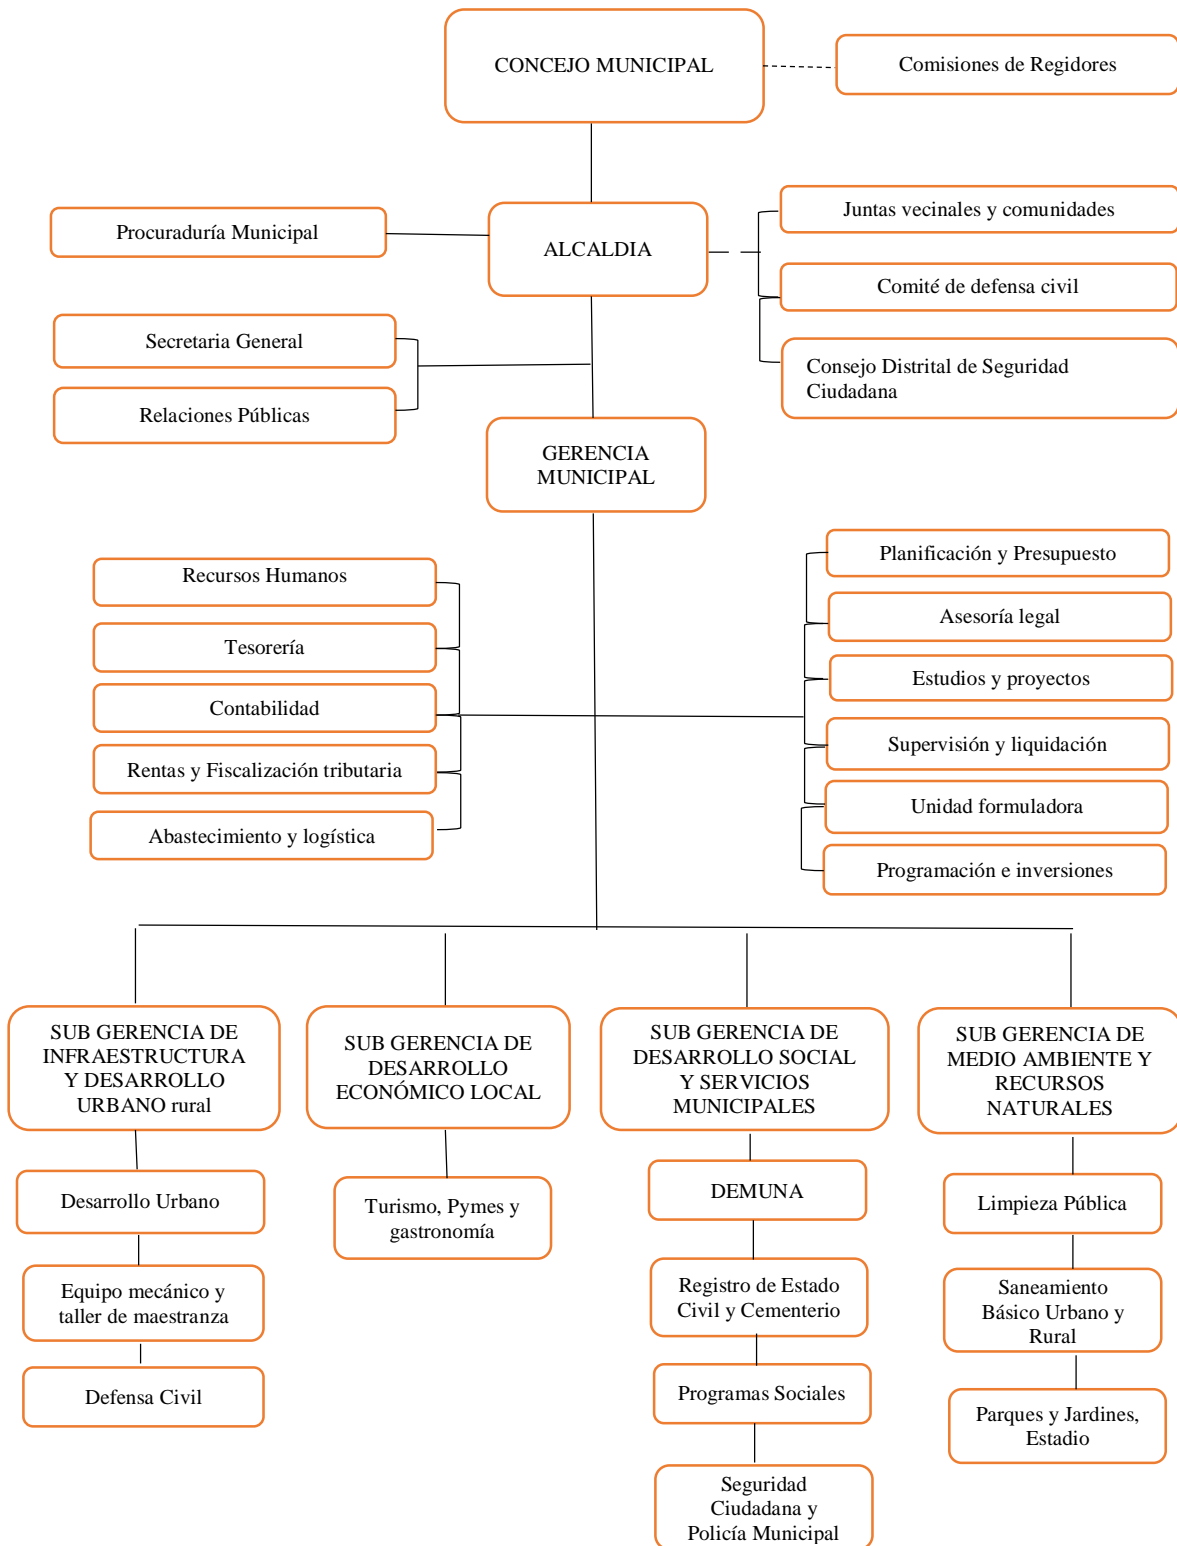 CONCEJO MUNICIPAL
Comisiones de Regidores
Procuraduría Municipal
ALCALDIA
Juntas vecinales y comunidades
Comité de defensa civil
Consejo Distrital de Seguridad
Ciudadana
Secretaria General
Relaciones Públicas
GERENCIA
MUNICIPAL
Recursos Humanos
Tesorería
Contabilidad
Rentas y Fiscalización tributaria
Abastecimiento y logística
Planificación y Presupuesto
Asesoría legal
Estudios y proyectos
Supervisión y liquidación
Unidad formuladora
Programación e inversiones
SUB GERENCIA DE
INFRAESTRUCTURA
Y DESARROLLO
URBANO rural
Desarrollo Urbano
Equipo mecánico y
taller de maestranza
Defensa Civil
SUB GERENCIA DE
DESARROLLO
ECONÓMICO LOCAL
Turismo, Pymes y
gastronomía
SUB GERENCIA DE
DESARROLLO SOCIAL
Y SERVICIOS
MUNICIPALES
DEMUNA
Registro de Estado
Civil y Cementerio
Programas Sociales
Seguridad
Ciudadana y
Policía Municipal
SUB GERENCIA DE
MEDIO AMBIENTE Y
RECURSOS
NATURALES
Limpieza Pública
Saneamiento
Básico Urbano y
Rural
Parques y Jardines,
Estadio